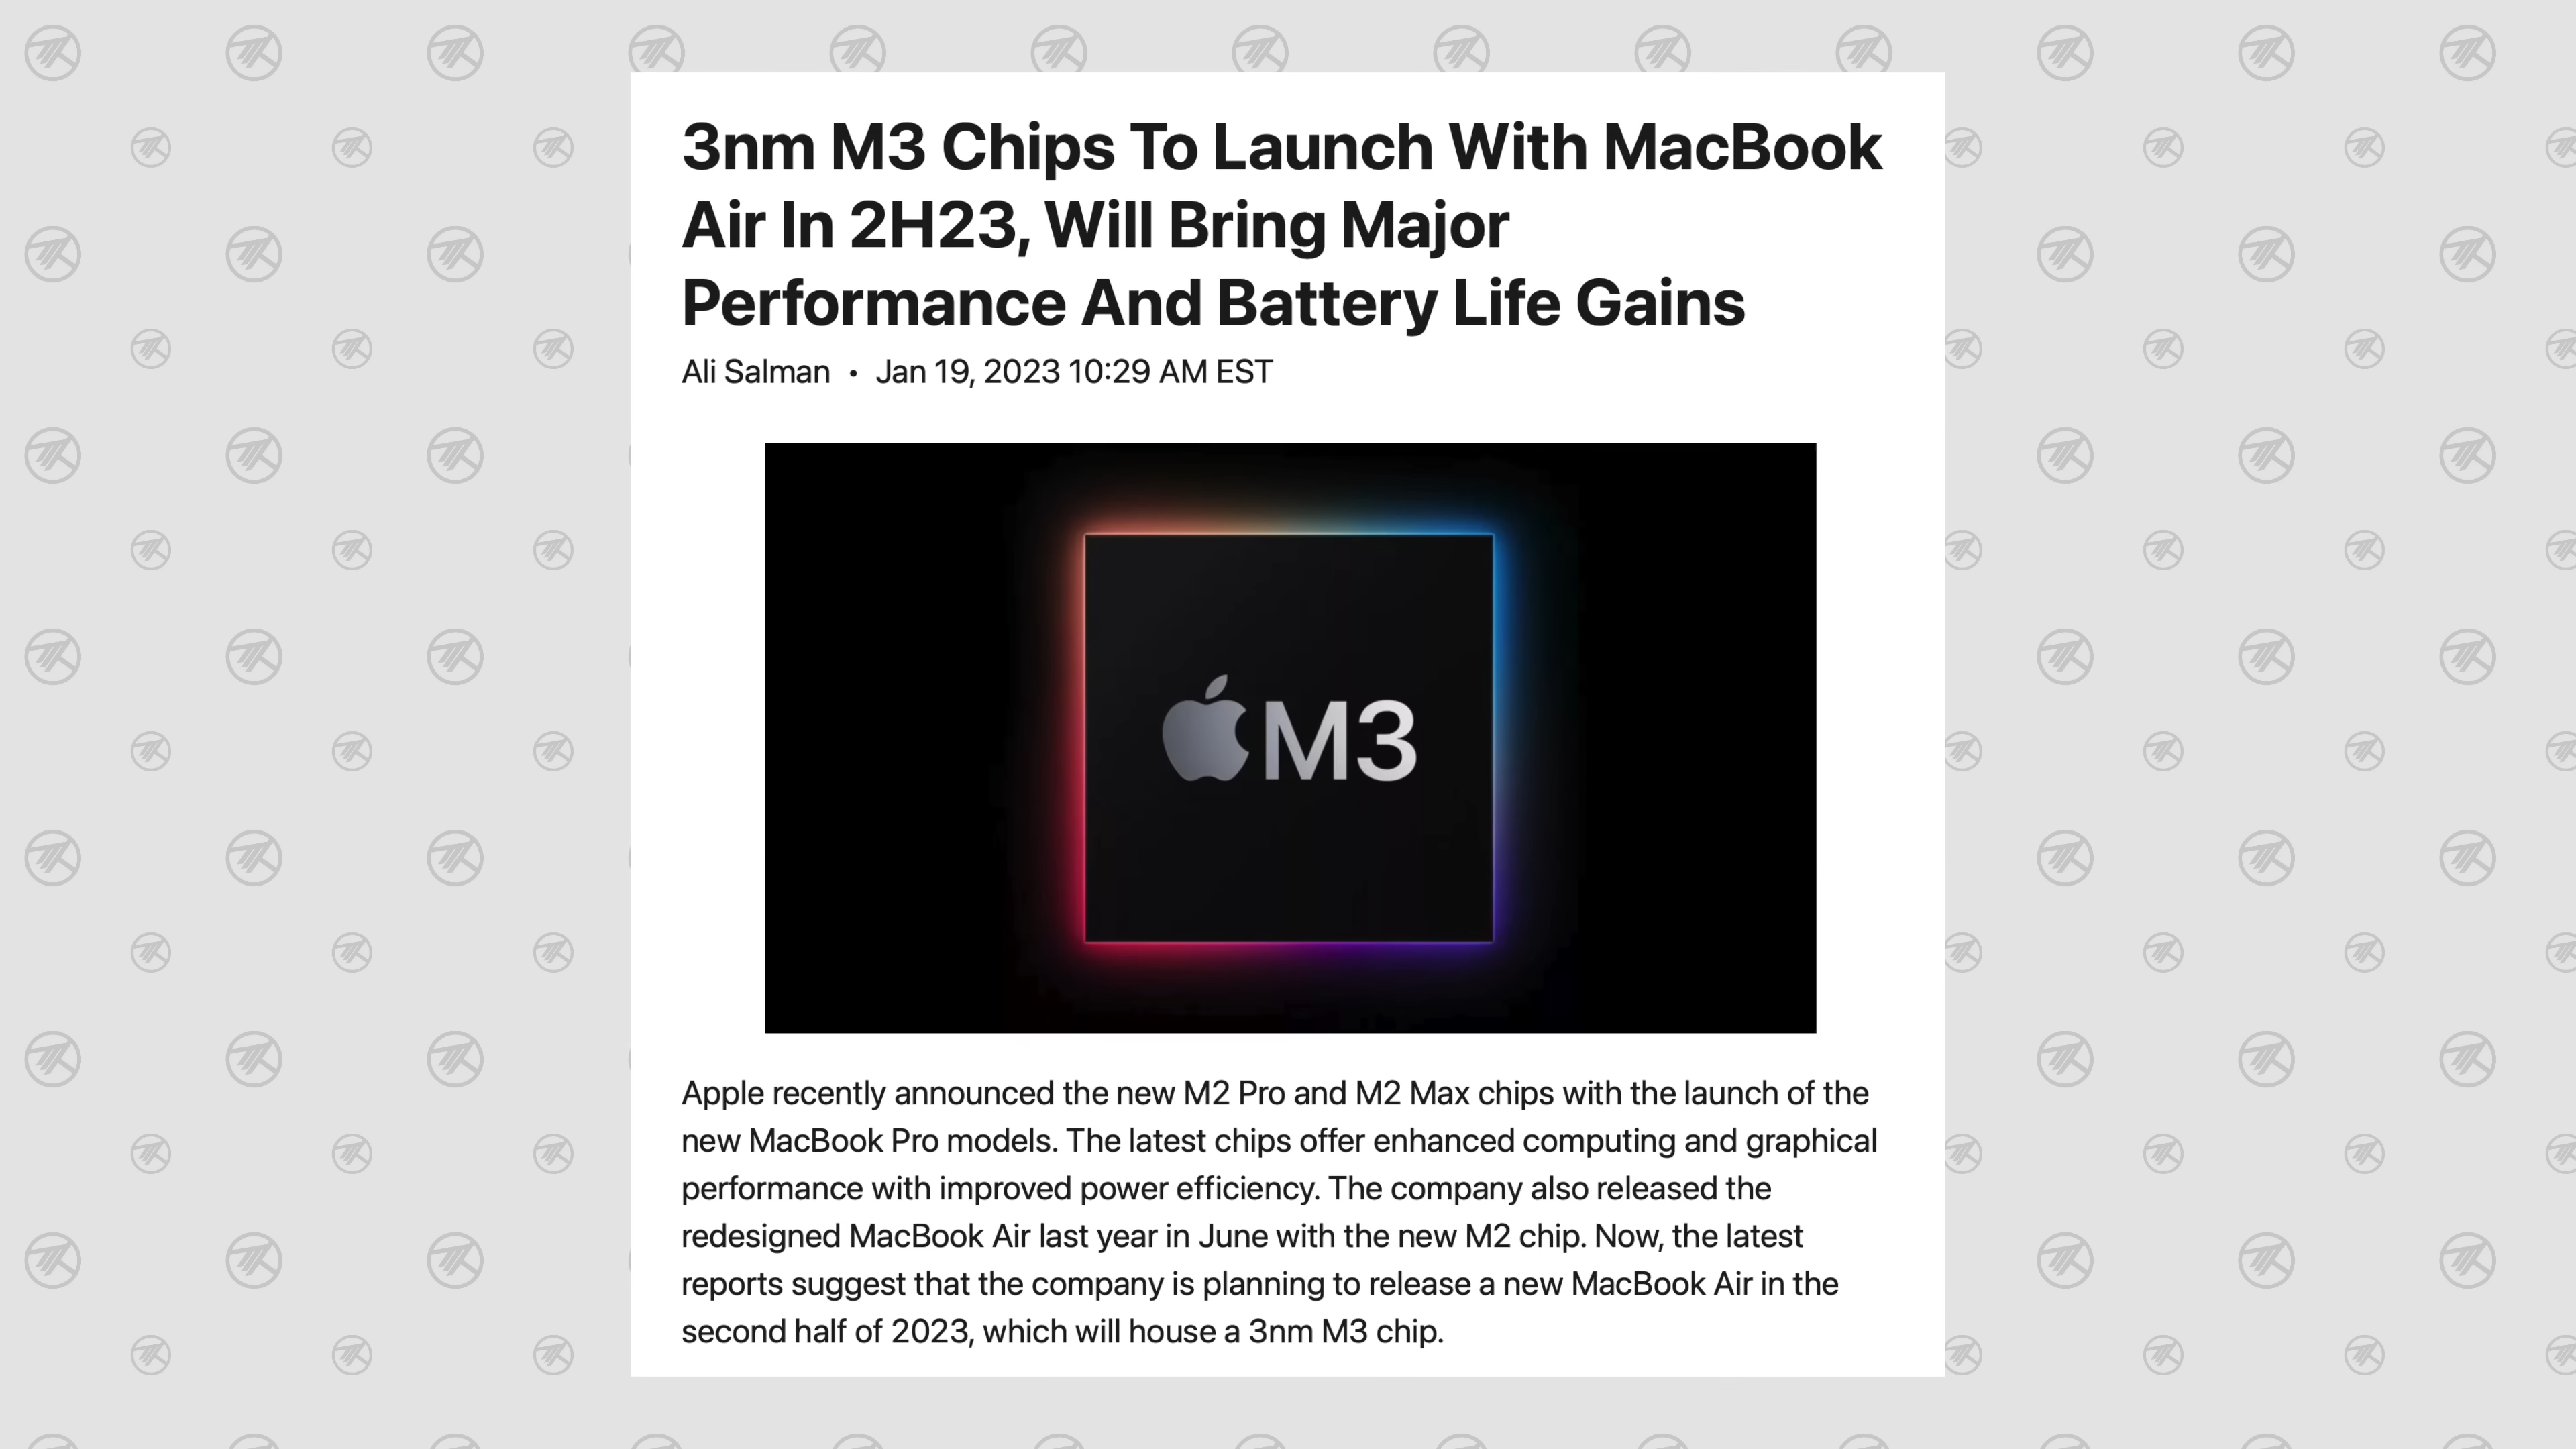 3nm M3 Chips To Launch With MacBook
Air In 2H23, Will Bring Major
Performance And Battery Life Gains
Ali Salman • Jan 19, 2023 10:29 AM EST
M3
Apple recently announced the new M2 Pro and M2 Max chips with the launch of the
new MacBook Pro models. The latest chips offer enhanced computing and graphical
performance with improved power efficiency. The company also released the
redesigned MacBook Air last year in June with the new M2 chip. Now, the latest
reports suggest that the company is planning to release a new MacBook Air in the
second half of 2023, which will house a 3nm M3 chip.